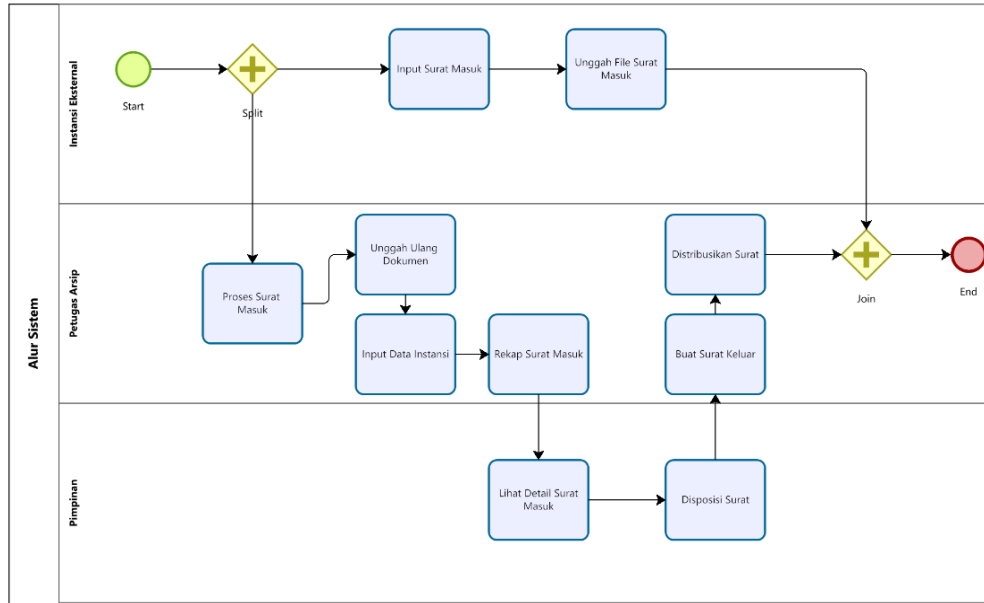 Alur Sistem
Instansi Eksternal
Start
Split
Input Surat Masuk
Unggah File Surat
Masuk
Petugas Arsip
Proses Surat
Masuk
Unggah Ulang
Dokumen
Input Data Instansi
Rekap Surat Masuk
Distribusikan Surat
Buat Surat Keluar
Join
End
Pimpinan
Lihat Detail Surat
Masuk
Disposisi Surat